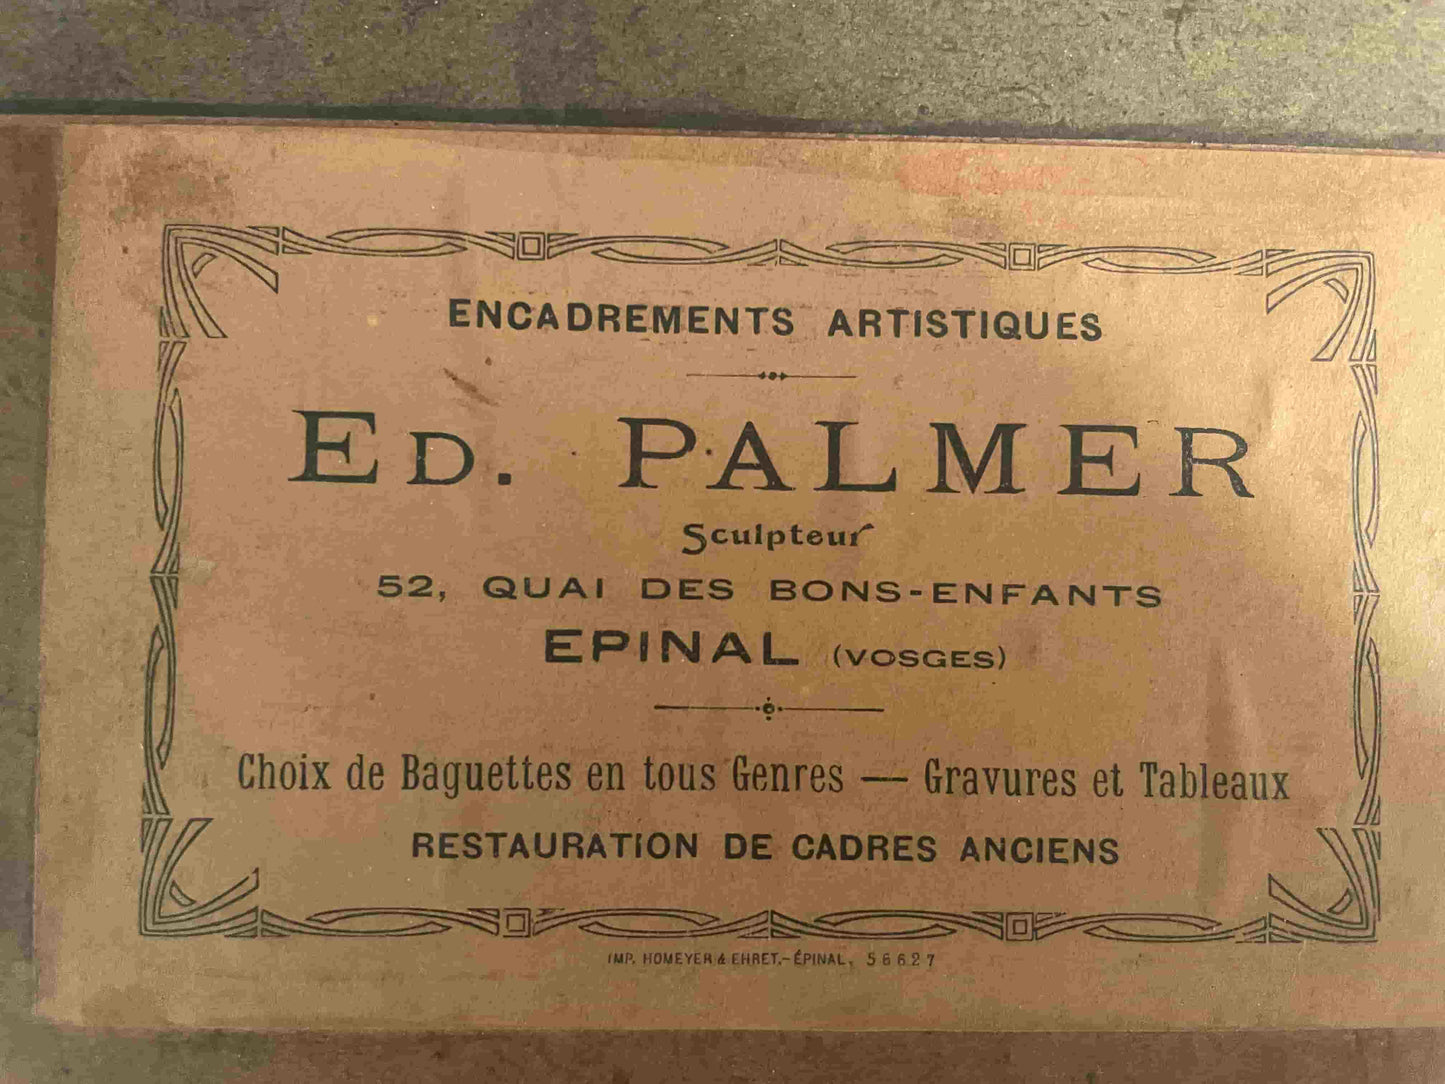 ENCADREMENTS ARTISTIQUES
ED. PALMER
Sculpteur
52, QUAI DES BONS-ENFANTS
EPINAL (VOSGES)
Choix de Baguettes en tous Genres — Gravures et Tableaux
RESTAURATION DE CADRES ANCIENS
IMP. HOMEYER & EHRET.-ÉPINAL. 56627